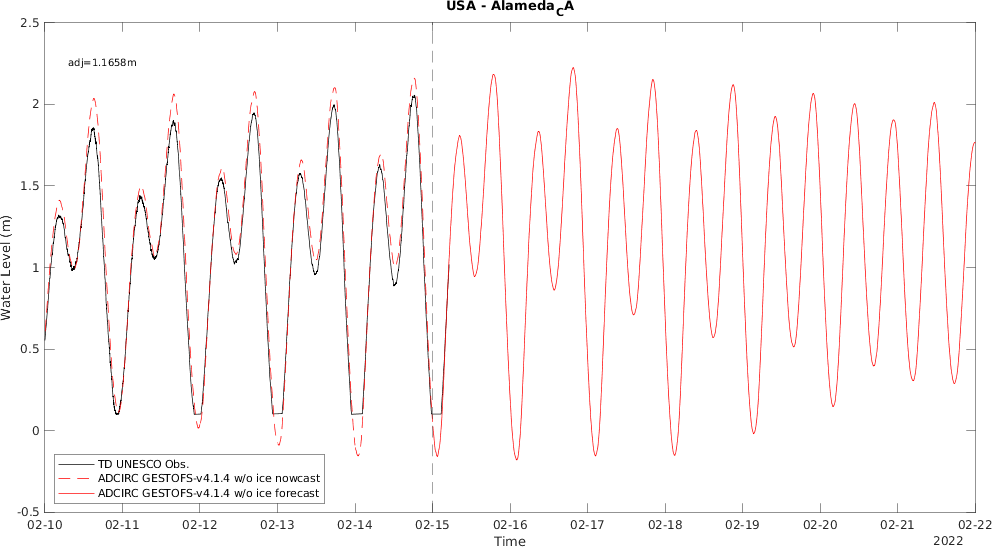 USA - Alameda_CA
adj=1.1658m
2.5
2
1.5
1
0.5
0
-0.5
Water Level (m)
TD UNESCO Obs.
ADCIRC GESTOFS-v4.1.4 w/o ice nowcast
ADCIRC GESTOFS-v4.1.4 w/o ice forecast
02-10 02-11 02-12 02-13 02-14 02-15 02-16 02-17 02-18 02-19 02-20 02-21 02-22
Time
2022